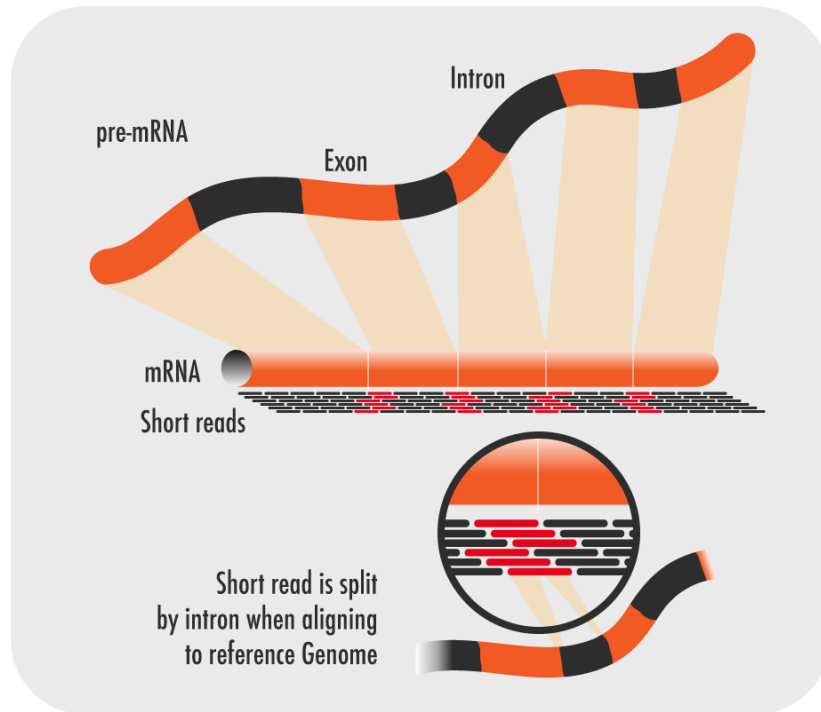 Intron
pre-mRNA
Exon
mRNA
Short reads
Short read is split
by intron when aligning
to reference Genome